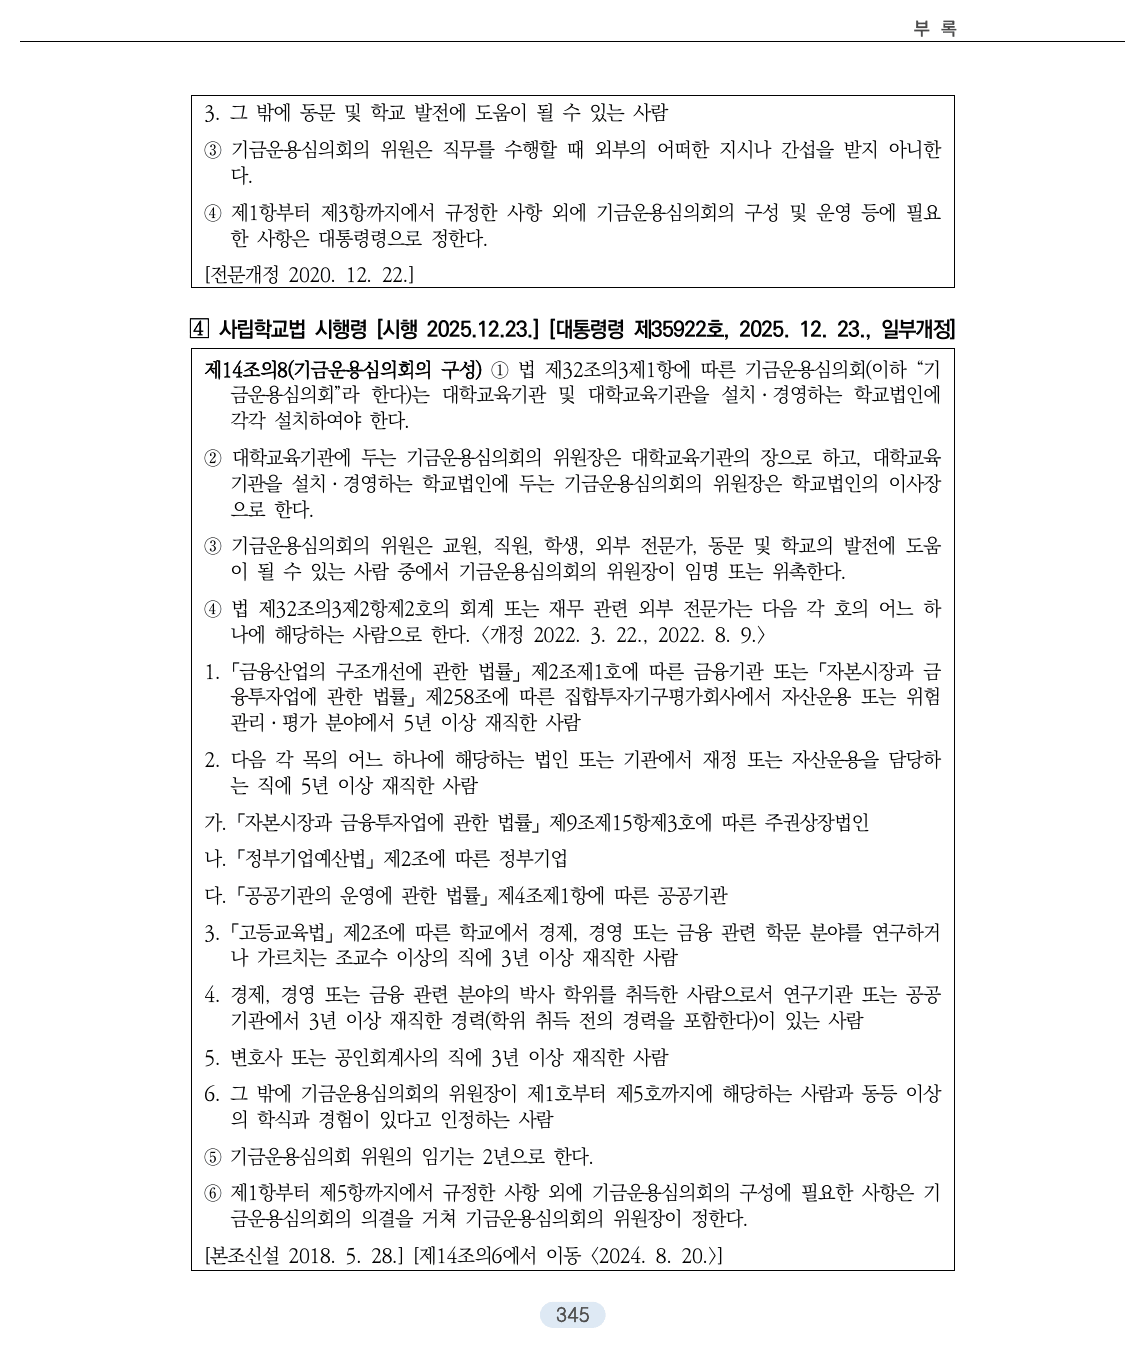 부 록
3. 그 밖에 동문 및 학교 발전에 도움이 될 수 있는 사람
③ 기금운용심의회의 위원은 직무를 수행할 때 외부의 어떠한 지시나 간섭을 받지 아니한
다.
④ 제1항부터 제3항까지에서 규정한 사항 외에 기금운용심의회의 구성 및 운영 등에 필요
한 사항은 대통령령으로 정한다.
[전문개정 2020. 12. 22.]
4 사립학교법 시행령 [시행 2025.12.23.] [대통령령 제35922호, 2025. 12. 23., 일부개정]
제14조의8(기금운용심의회의 구성) ① 법 제32조의3제1항에 따른 기금운용심의회(이하 “기
금운용심의회”라 한다)는 대학교육기관 및 대학교육기관을 설치·경영하는 학교법인에
각각 설치하여야 한다.
② 대학교육기관에 두는 기금운용심의회의 위원장은 대학교육기관의 장으로 하고, 대학교육
기관을 설치·경영하는 학교법인에 두는 기금운용심의회의 위원장은 학교법인의 이사장
으로 한다.
③ 기금운용심의회의 위원은 교원, 직원, 학생, 외부 전문가, 동문 및 학교의 발전에 도움
이 될 수 있는 사람 중에서 기금운용심의회의 위원장이 임명 또는 위촉한다.
④ 법 제32조의3제2항제2호의 회계 또는 재무 관련 외부 전문가는 다음 각 호의 어느 하
나에 해당하는 사람으로 한다. 〈개정 2022. 3. 22., 2022. 8. 9.〉
1. 「금융산업의 구조개선에 관한 법률」 제2조제1호에 따른 금융기관 또는 「자본시장과 금
융투자업에 관한 법률」 제258조에 따른 집합투자기구평가회사에서 자산운용 또는 위험
관리·평가 분야에서 5년 이상 재직한 사람
2. 다음 각 목의 어느 하나에 해당하는 법인 또는 기관에서 재정 또는 자산운용을 담당하
는 직에 5년 이상 재직한 사람
가. 「자본시장과 금융투자업에 관한 법률」 제9조제15항제3호에 따른 주권상장법인
나. 「정부기업예산법」 제2조에 따른 정부기업
다. 「공공기관의 운영에 관한 법률」 제4조제1항에 따른 공공기관
3. 「고등교육법」 제2조에 따른 학교에서 경제, 경영 또는 금융 관련 학문 분야를 연구하거
나 가르치는 조교수 이상의 직에 3년 이상 재직한 사람
4. 경제, 경영 또는 금융 관련 분야의 박사 학위를 취득한 사람으로서 연구기관 또는 공공
기관에서 3년 이상 재직한 경력(학위 취득 전의 경력을 포함한다)이 있는 사람
5. 변호사 또는 공인회계사의 직에 3년 이상 재직한 사람
6. 그 밖에 기금운용심의회의 위원장이 제1호부터 제5호까지에 해당하는 사람과 동등 이상
의 학식과 경험이 있다고 인정하는 사람
⑤ 기금운용심의회 위원의 임기는 2년으로 한다.
⑥ 제1항부터 제5항까지에서 규정한 사항 외에 기금운용심의회의 구성에 필요한 사항은 기
금운용심의회의 의결을 거쳐 기금운용심의회의 위원장이 정한다.
[본조신설 2018. 5. 28.] [제14조의6에서 이동 〈2024. 8. 20.〉]
345